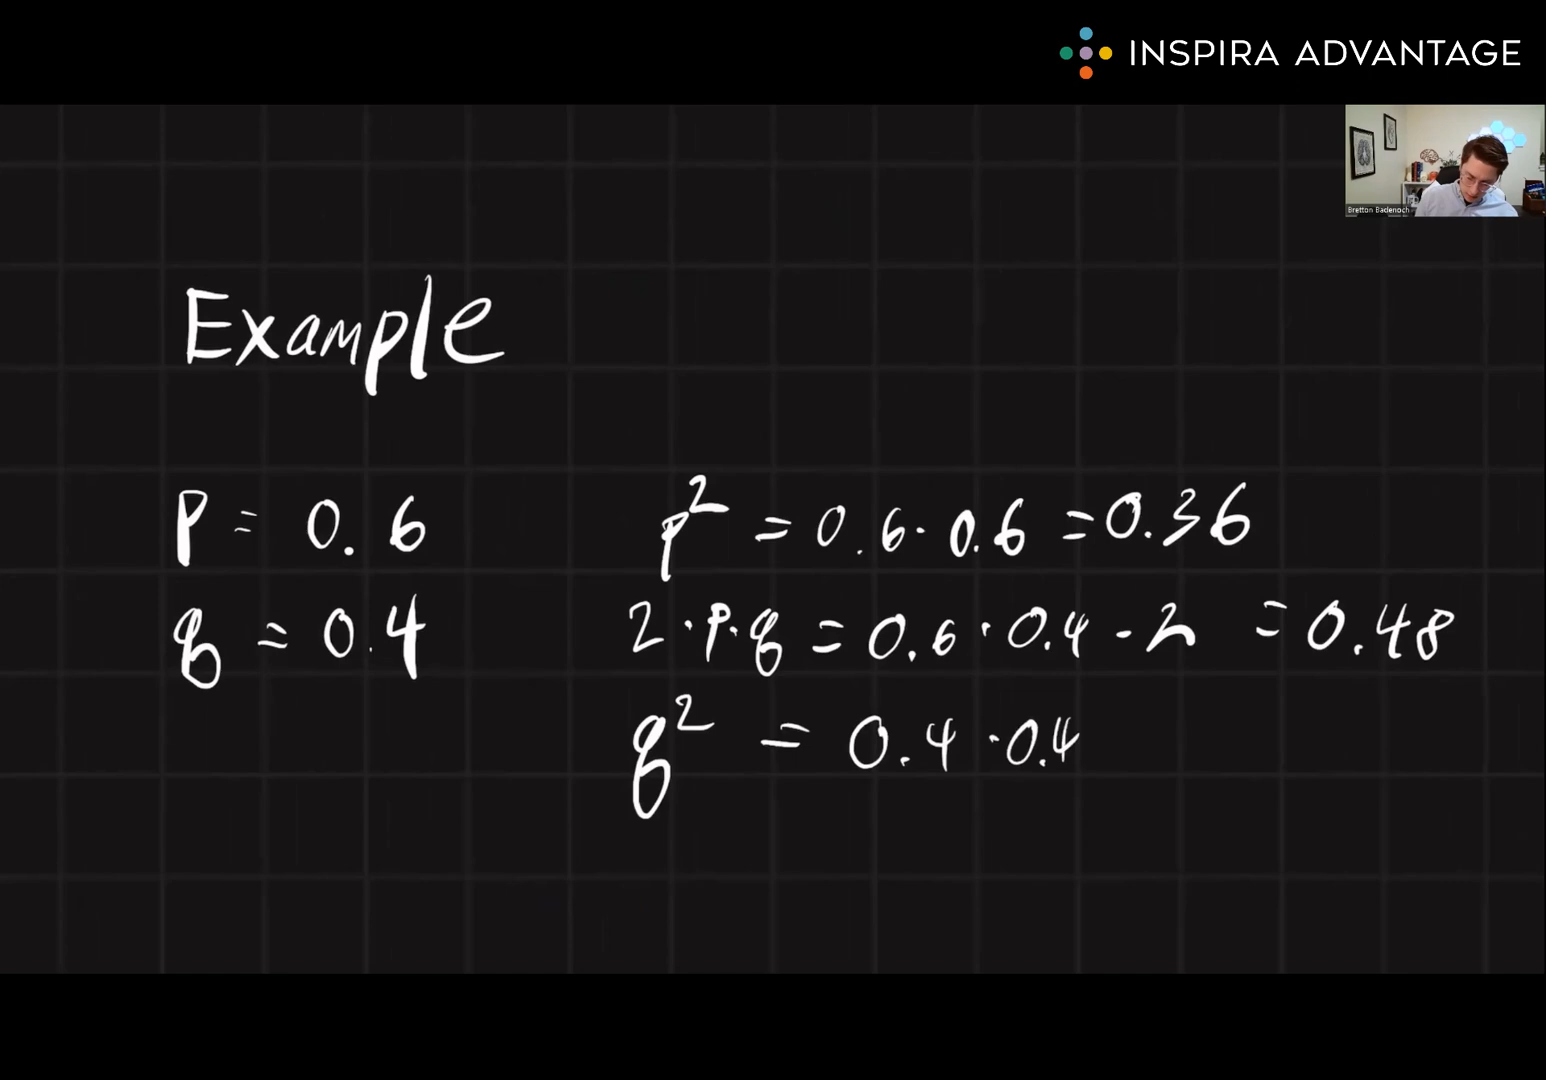 INSPIRA ADVANTAGE
Bretton Badenoch
Example
p = 0.6
q = 0.4
p² = 0.6 · 0.6 = 0.36
2 · p · q = 0.6 · 0.4 · 2 = 0.48
q² = 0.4 · 0.4